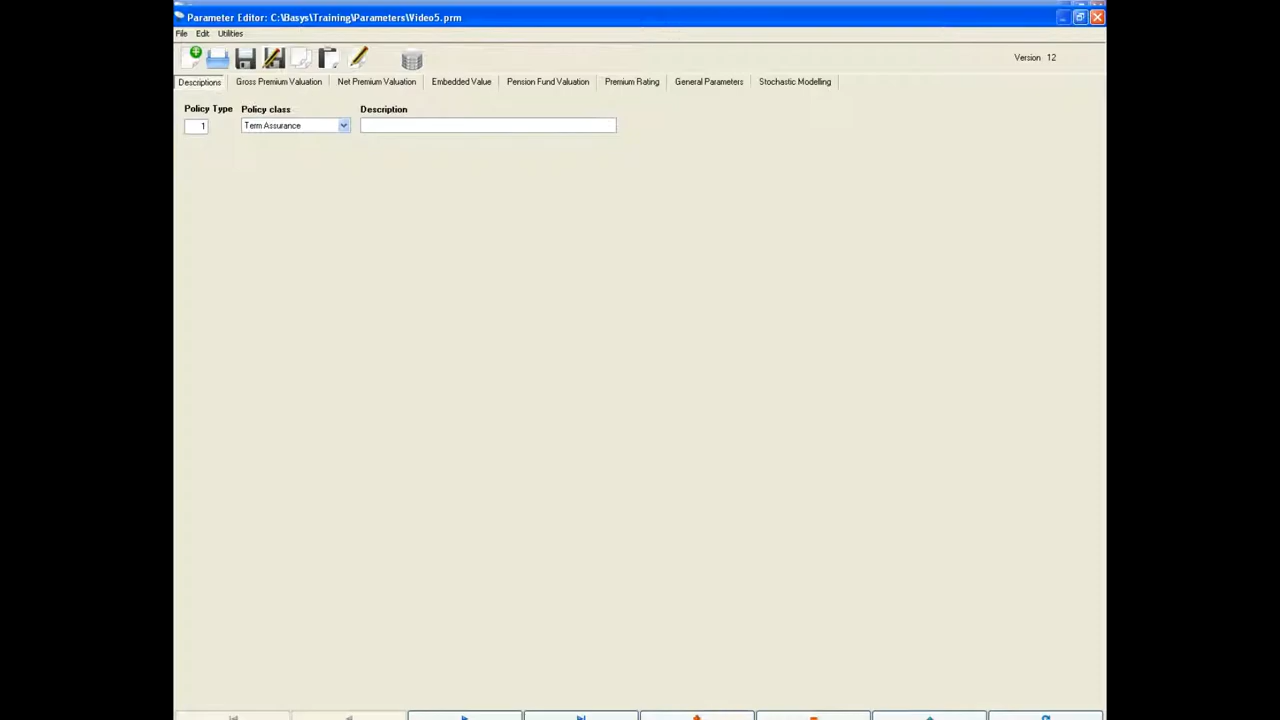 Parameter Editor: C:\Basys\Training\Parameters\Video5.prm
File Edit Utilities
Version 12
Descriptions Gross Premium Valuation Net Premium Valuation Embedded Value Pension Fund Valuation Premium Rating General Parameters Stochastic Modelling
Policy Type Policy class Description
1 Term Assurance